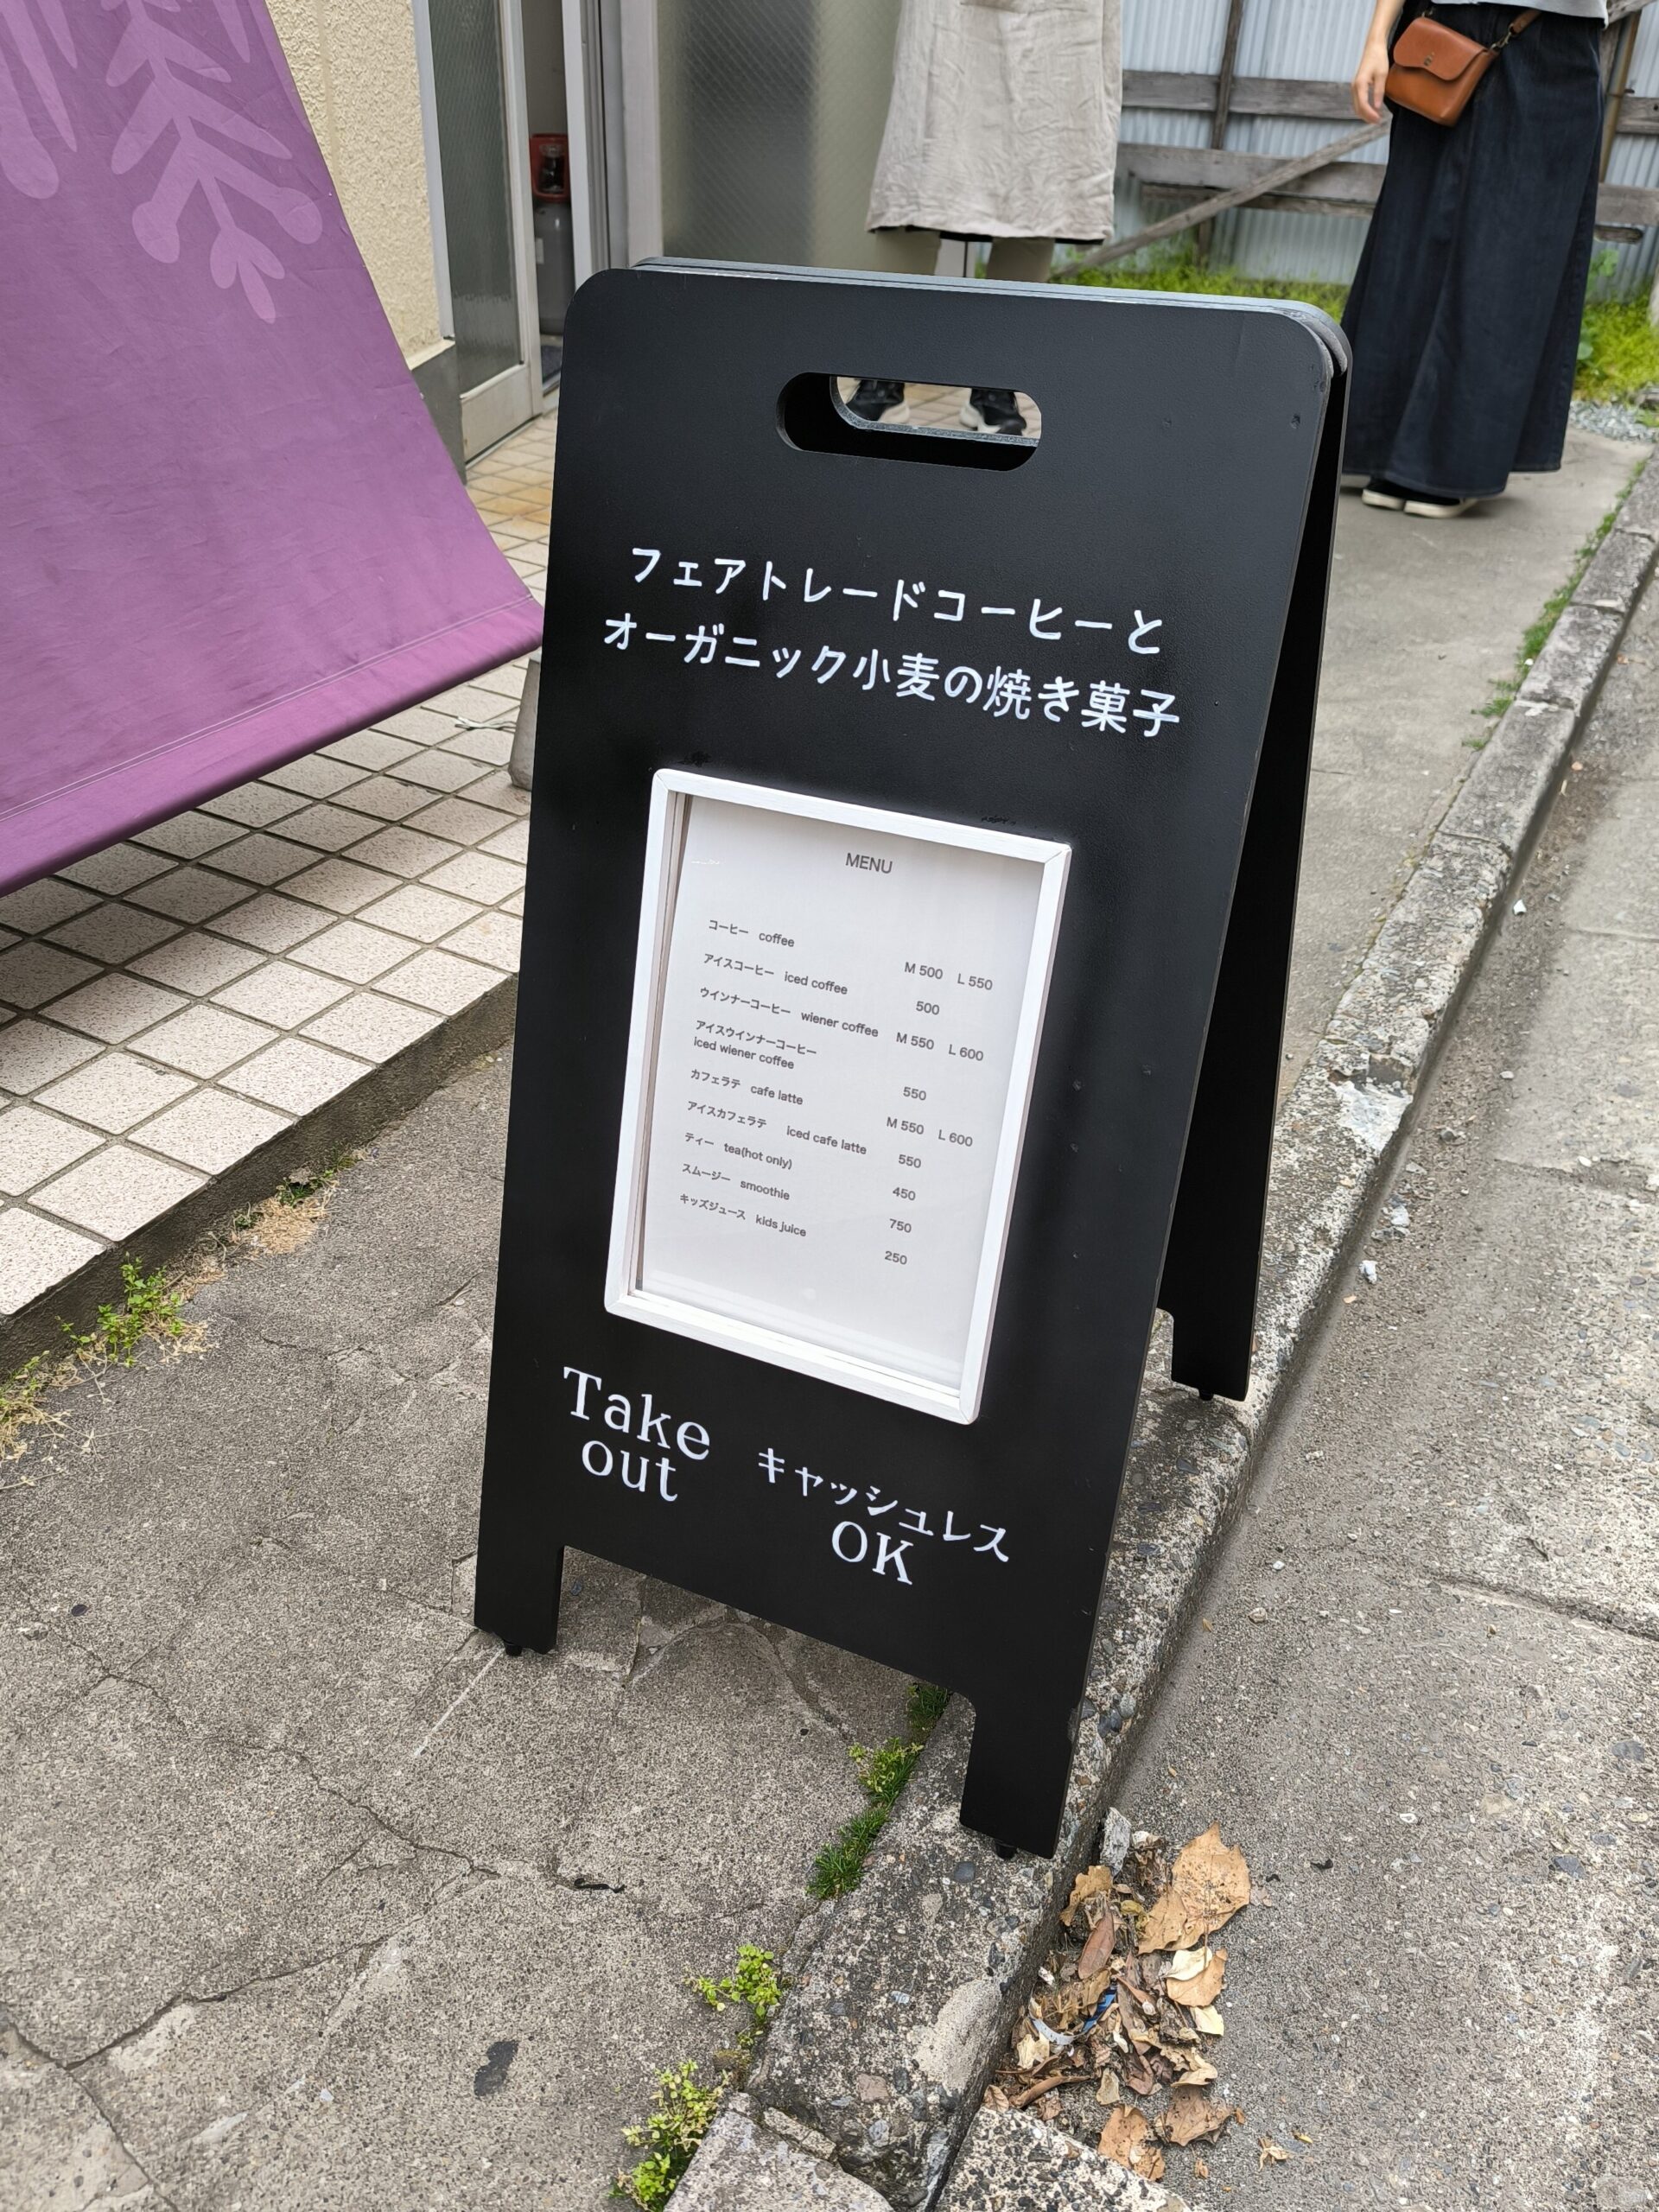 フェアトレードコーヒーと
オーガニック小麦の焼き菓子
MENU
コーヒー coffee M 500 L 550
アイスコーヒー iced coffee 500
ウインナーコーヒー wiener coffee M 550 L 600
アイスウインナーコーヒー
iced wiener coffee 550
カフェラテ cafe latte M 550 L 600
アイスカフェラテ iced cafe latte 550
ティー tea(hot only) 450
スムージー smoothie 750
キッズジュース kids juice 250
Take
out
キャッシュレス
OK